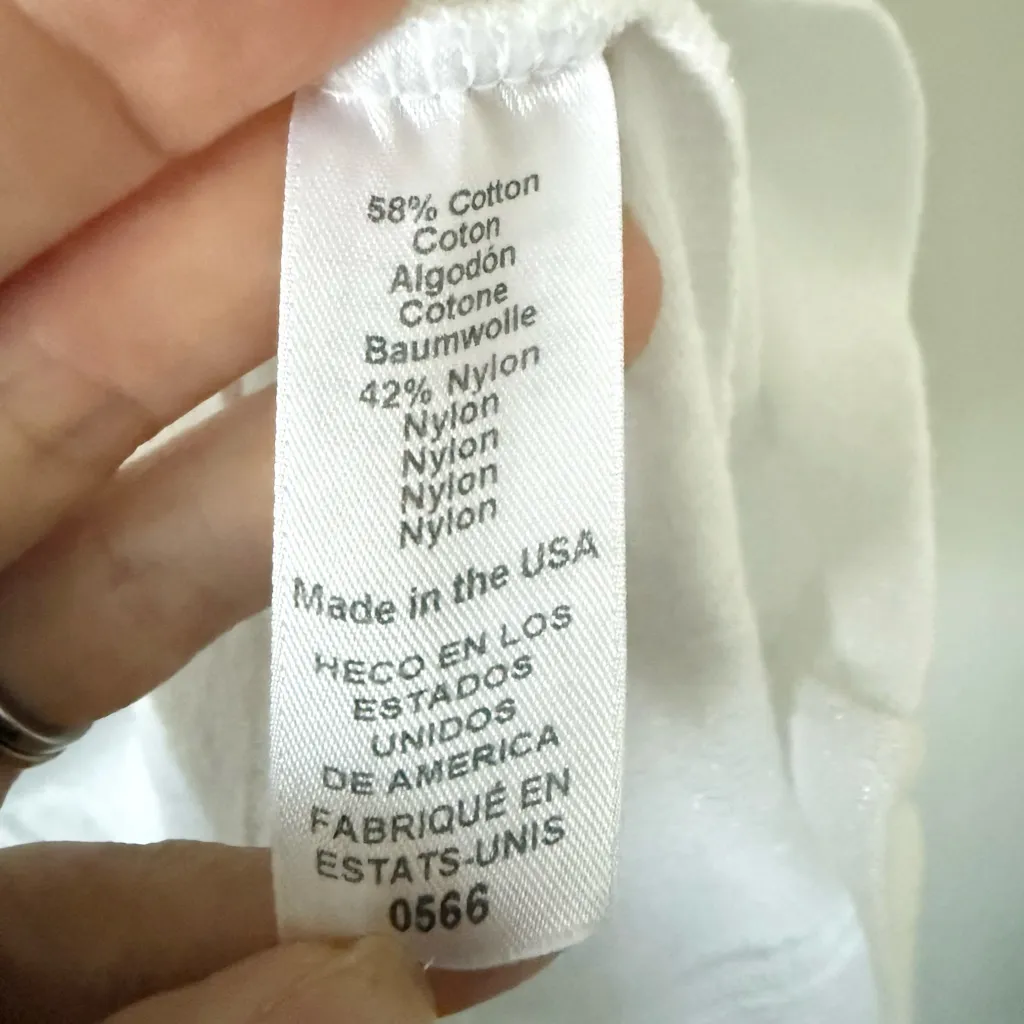 58% Cotton
Coton
Algodón
Cotone
Baumwolle
42% Nylon
Nylon
Nylon
Nylon
Nylon
Made in the USA
HECO EN LOS
ESTADOS
UNIDOS
DE AMERICA
FABRIQUÉ EN
ESTATS-UNIS
0566